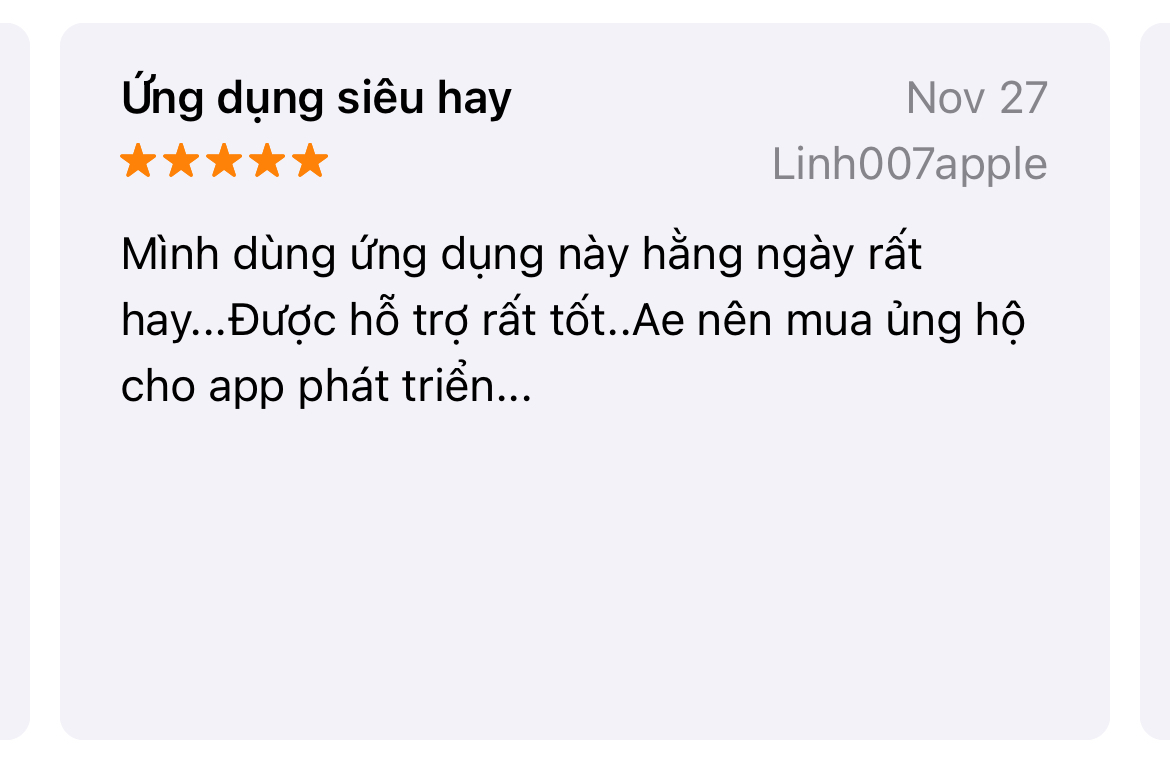 Ứng dụng siêu hay
Nov 27
Linh007apple
Mình dùng ứng dụng này hằng ngày rất
hay...Được hỗ trợ rất tốt..Ae nên mua ủng hộ
cho app phát triển...